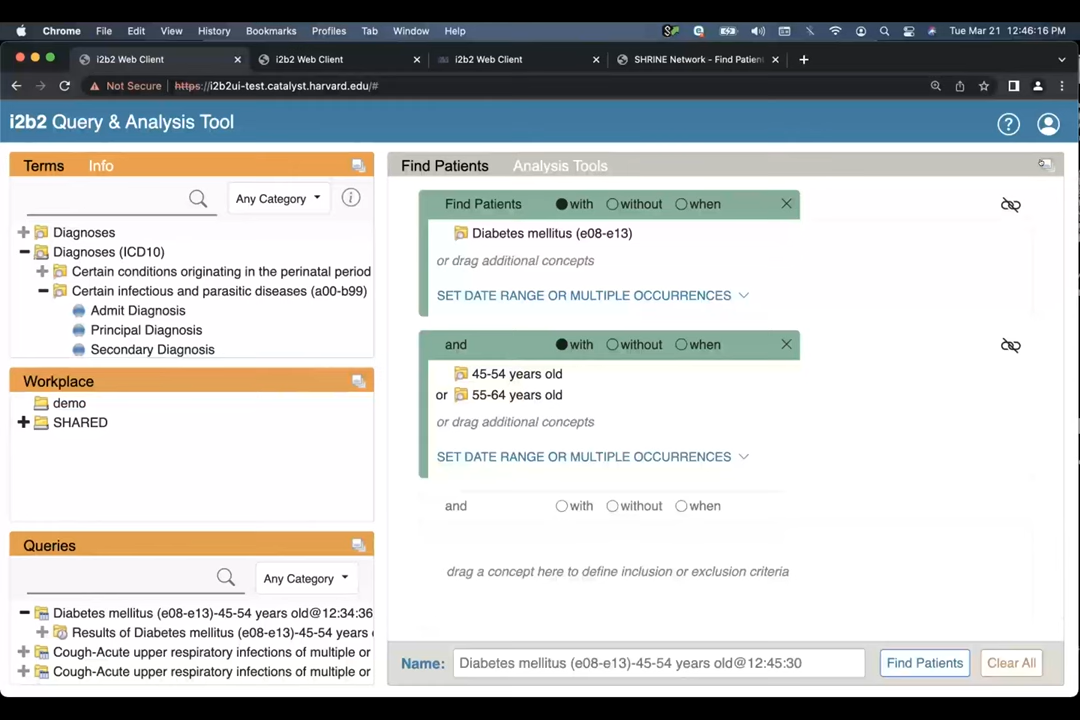 Chrome File Edit View History Bookmarks Profiles Tab Window Help Tue Mar 21 12:46:16 PM
i2b2 Web Client i2b2 Web Client i2b2 Web Client SHRINE Network - Find Patien
Not Secure https://i2b2ui-test.catalyst.harvard.edu/#
i2b2 Query & Analysis Tool
Terms Info
Any Category
Diagnoses
Diagnoses (ICD10)
Certain conditions originating in the perinatal period
Certain infectious and parasitic diseases (a00-b99)
Admit Diagnosis
Principal Diagnosis
Secondary Diagnosis
Workplace
demo
SHARED
Queries
Any Category
Diabetes mellitus (e08-e13)-45-54 years old@12:34:36
Results of Diabetes mellitus (e08-e13)-45-54 years
Cough-Acute upper respiratory infections of multiple or
Cough-Acute upper respiratory infections of multiple or
Find Patients Analysis Tools
Find Patients with without when
Diabetes mellitus (e08-e13)
or drag additional concepts
SET DATE RANGE OR MULTIPLE OCCURRENCES
and with without when
45-54 years old
or 55-64 years old
or drag additional concepts
SET DATE RANGE OR MULTIPLE OCCURRENCES
and with without when
drag a concept here to define inclusion or exclusion criteria
Name: Diabetes mellitus (e08-e13)-45-54 years old@12:45:30 Find Patients Clear All